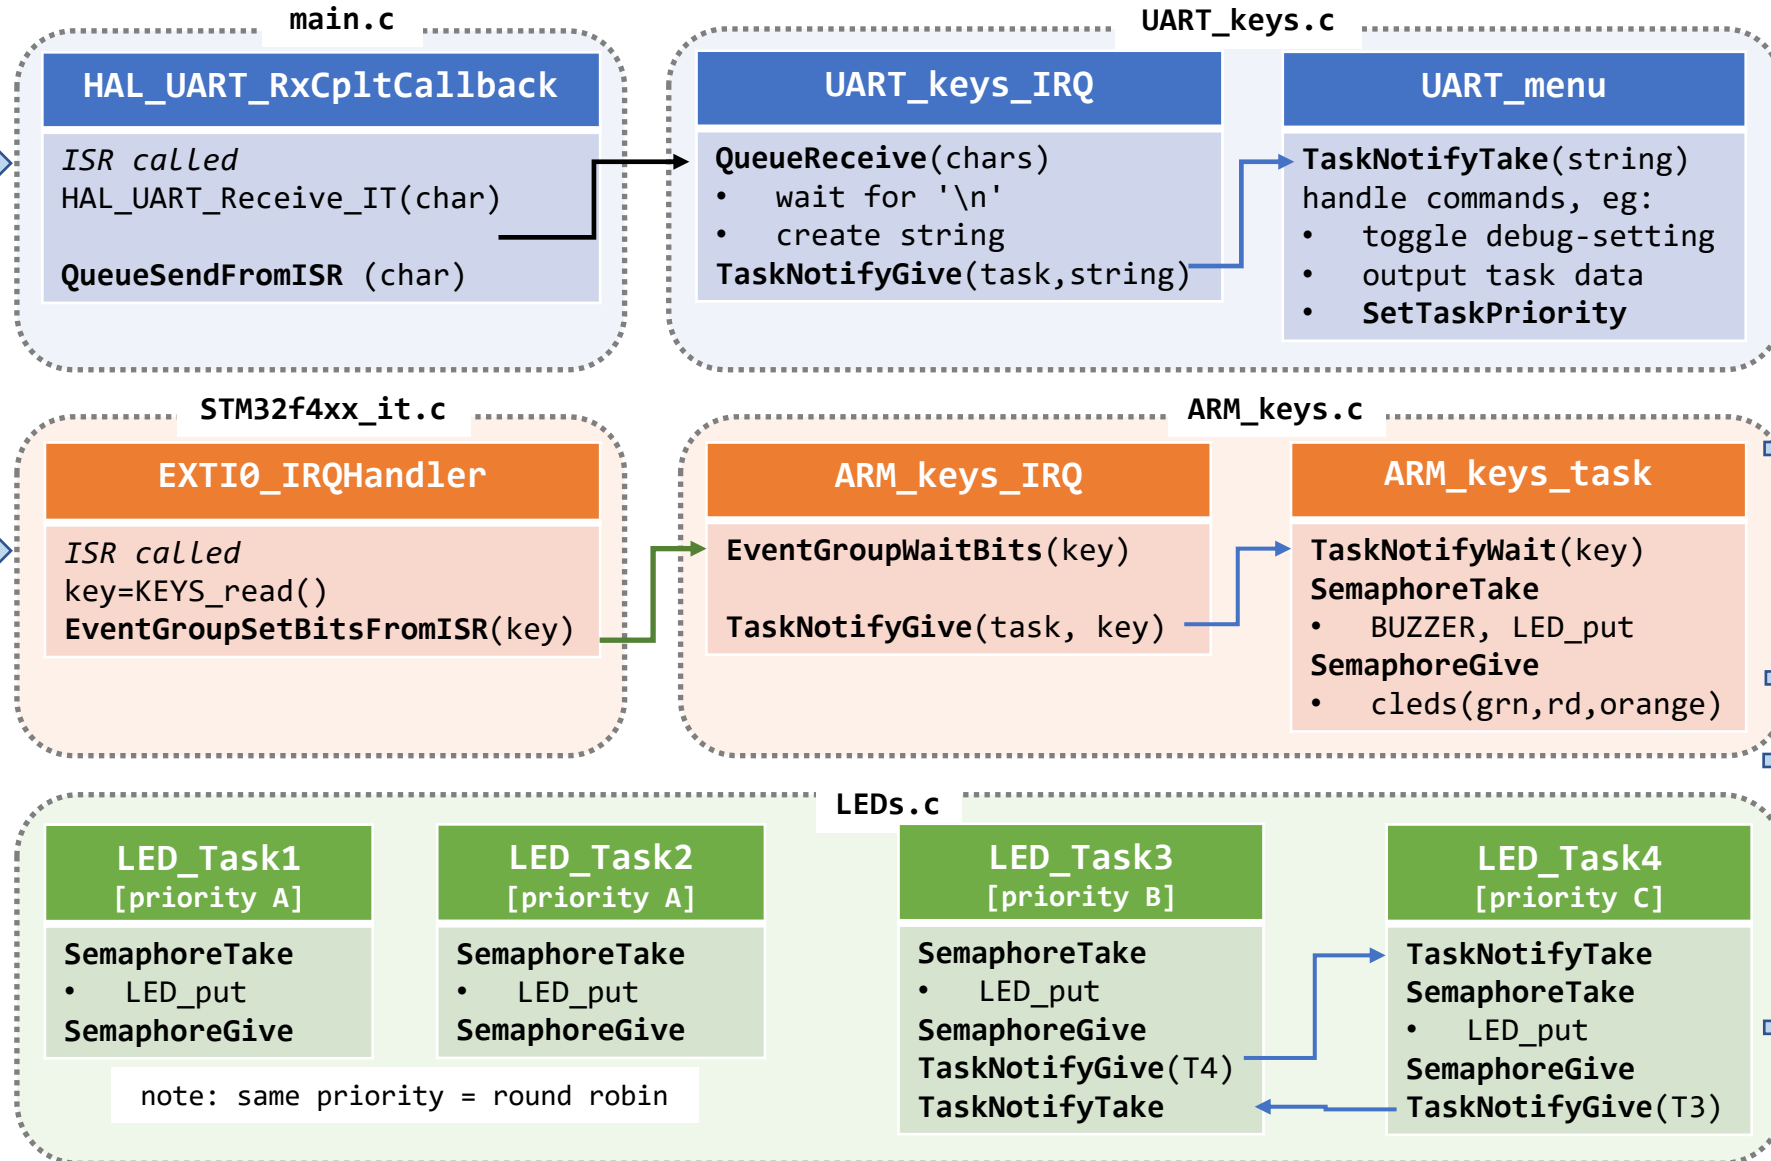 main.c
HAL_UART_RxCpltCallback
ISR called
HAL_UART_Receive_IT(char)
QueueSendFromISR (char)
UART_keys.c
UART_keys_IRQ
QueueReceive(chars)
• wait for '\n'
• create string
TaskNotifyGive(task,string)
UART_menu
TaskNotifyTake(string)
handle commands, eg:
• toggle debug-setting
• output task data
• SetTaskPriority
STM32f4xx_it.c
EXTI0_IRQHandler
ISR called
key=KEYS_read()
EventGroupSetBitsFromISR(key)
ARM_keys.c
ARM_keys_IRQ
EventGroupWaitBits(key)
TaskNotifyGive(task, key)
ARM_keys_task
TaskNotifyWait(key)
SemaphoreTake
• BUZZER, LED_put
SemaphoreGive
• cleds(grn,rd,orange)
LEDs.c
LED_Task1
[priority A]
SemaphoreTake
• LED_put
SemaphoreGive
LED_Task2
[priority A]
SemaphoreTake
• LED_put
SemaphoreGive
note: same priority = round robin
LED_Task3
[priority B]
SemaphoreTake
• LED_put
SemaphoreGive
TaskNotifyGive(T4)
TaskNotifyTake
LED_Task4
[priority C]
TaskNotifyTake
SemaphoreTake
• LED_put
SemaphoreGive
TaskNotifyGive(T3)